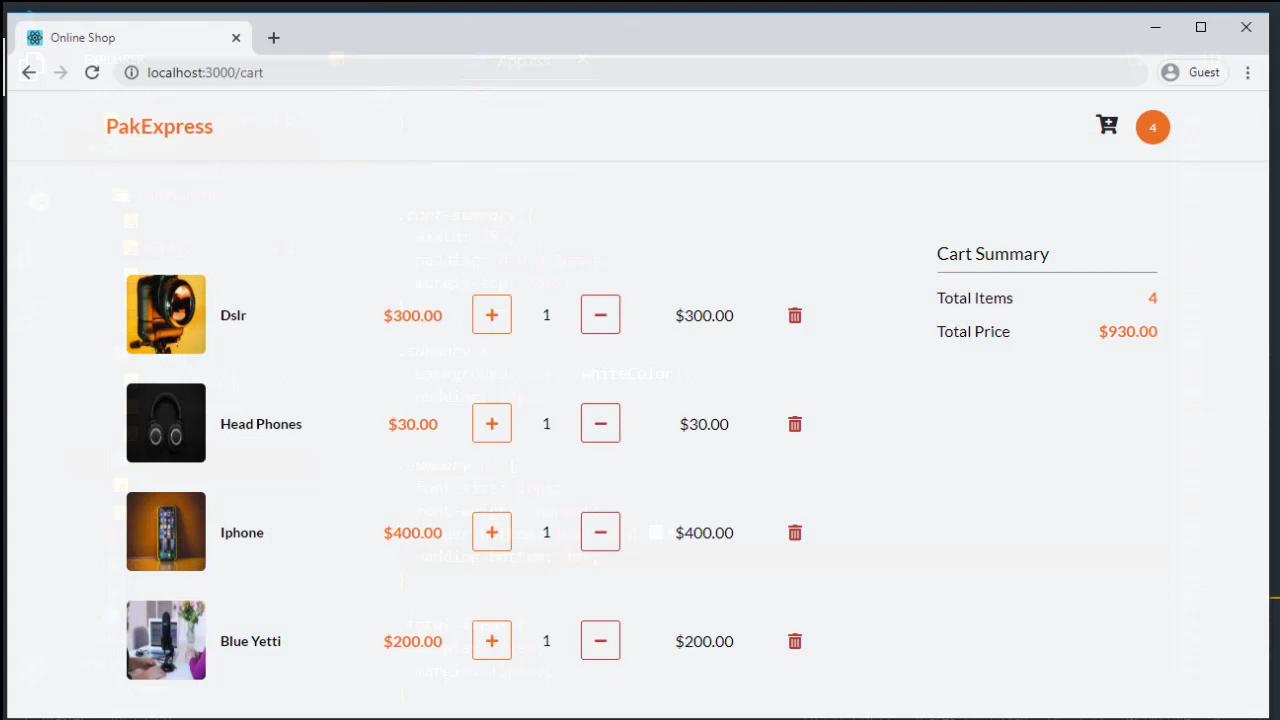 Online Shop
localhost:3000/cart
Guest
PakExpress
4
Cart Summary
Total Items 4
Total Price $930.00
Dslr $300.00 + 1 − $300.00
Head Phones $30.00 + 1 − $30.00
Iphone $400.00 + 1 − $400.00
Blue Yetti $200.00 + 1 − $200.00